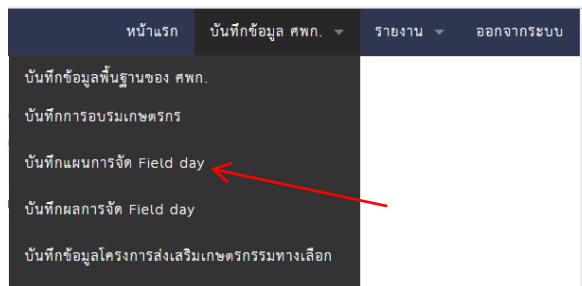 หน้าแรก บันทึกข้อมูล ศพก. รายงาน ออกจากระบบ
บันทึกข้อมูลพื้นฐานของ ศพก.
บันทึกการอบรมเกษตรกร
บันทึกแผนการจัด Field day
บันทึกผลการจัด Field day
บันทึกข้อมูลโครงการส่งเสริมเกษตรกรรมทางเลือก